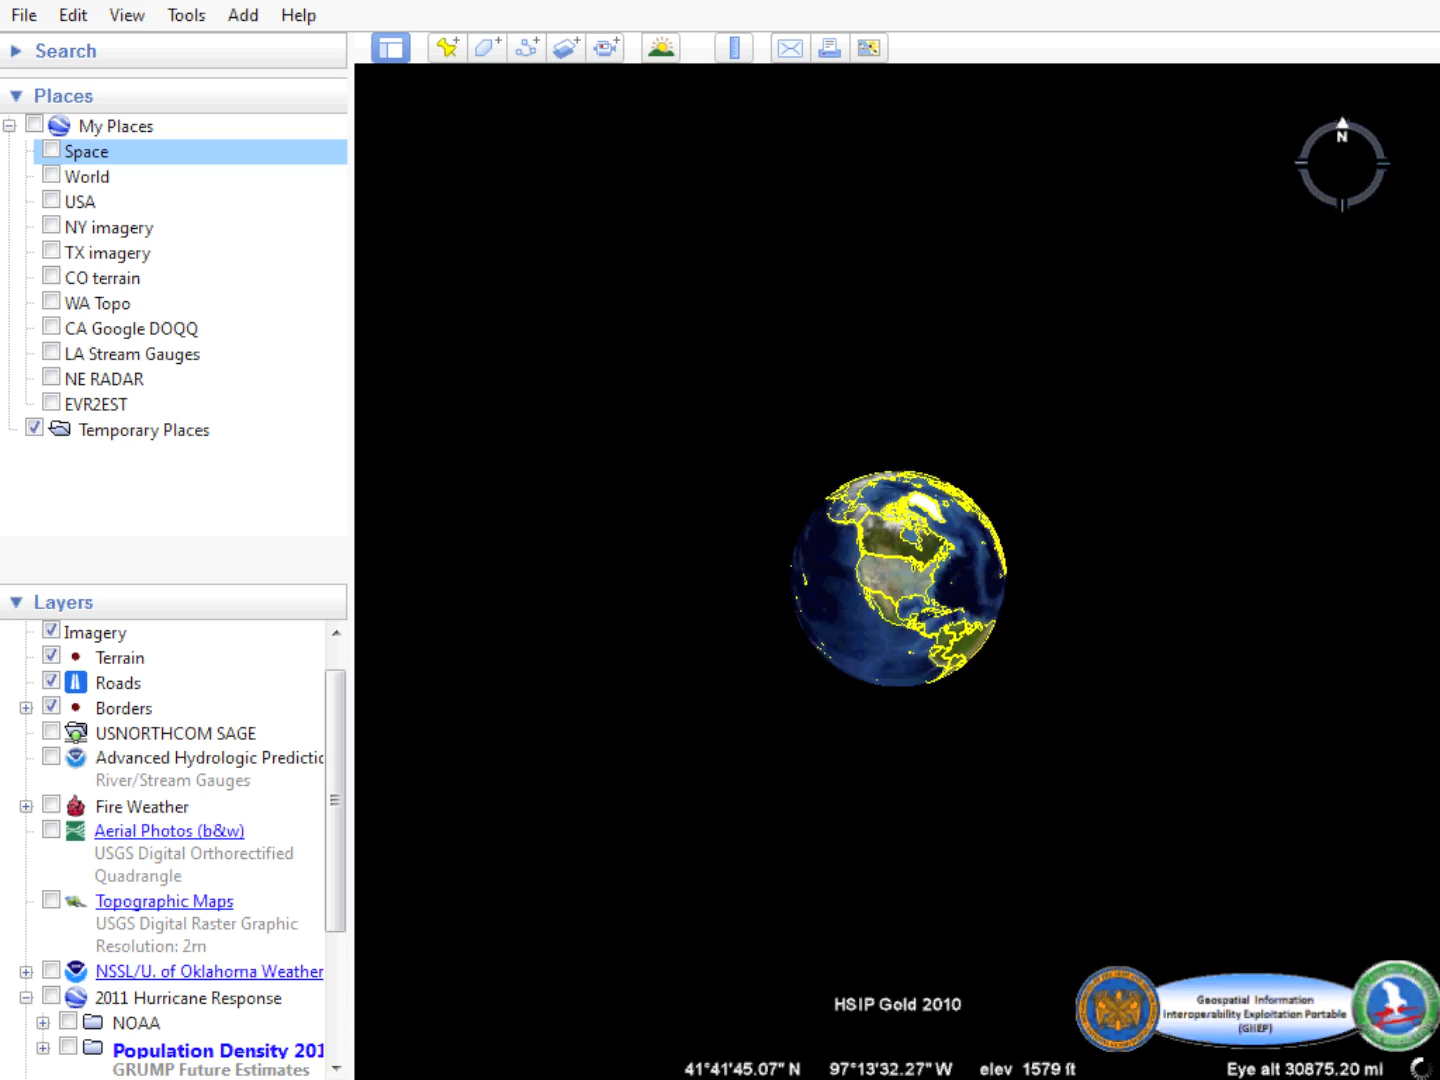 File Edit View Tools Add Help
Search
Places
My Places
Space
World
USA
NY imagery
TX imagery
CO terrain
WA Topo
CA Google DOQQ
LA Stream Gauges
NE RADAR
EVR2EST
Temporary Places
Layers
Imagery
Terrain
Roads
Borders
USNORTHCOM SAGE
Advanced Hydrologic Predictic
River/Stream Gauges
Fire Weather
Aerial Photos (b&w)
USGS Digital Orthorectified
Quadrangle
Topographic Maps
USGS Digital Raster Graphic
Resolution: 2m
NSSL/U. of Oklahoma Weather
2011 Hurricane Response
NOAA
Population Density 201
GRUMP Future Estimates
N
HSIP Gold 2010
Geospatial Information
Interoperability Exploitation Portable
(GIIEP)
41°41'45.07" N 97°13'32.27" W elev 1579 ft Eye alt 30875.20 mi